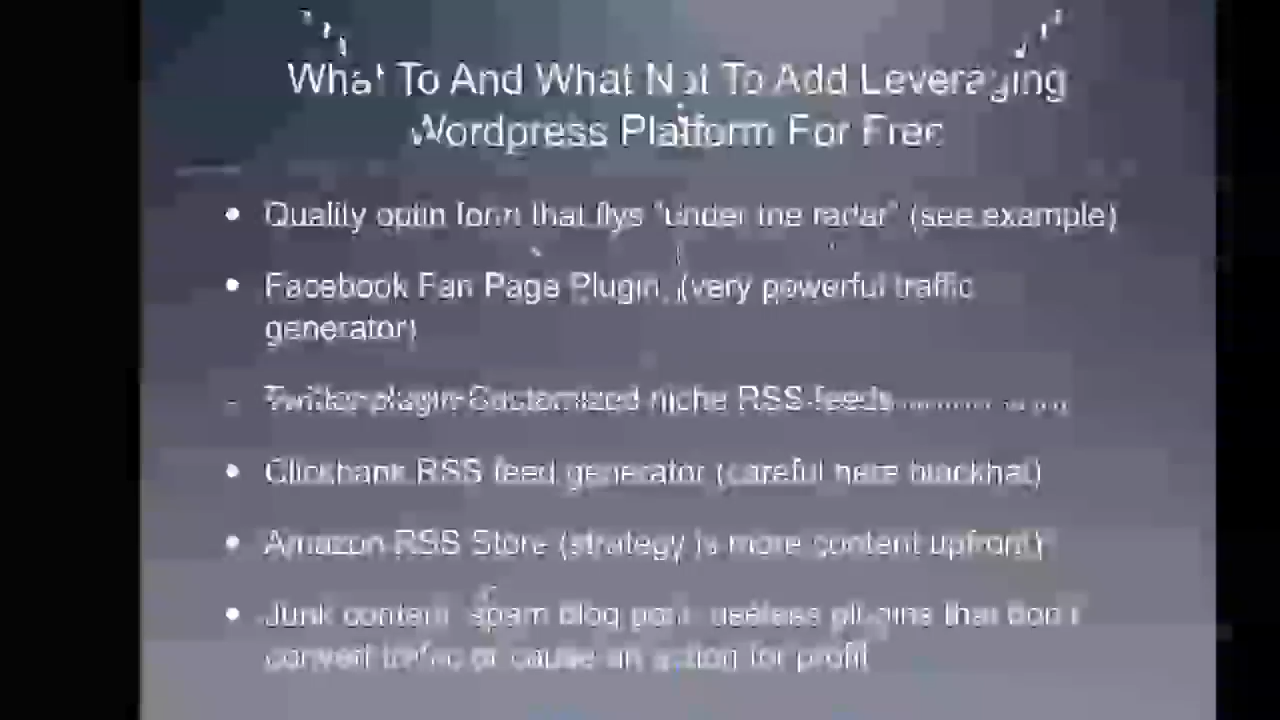 What To And What Not To Add Leveraging
Wordpress Platform For Free
Quality optin form that flys "under the radar" (see example)
Facebook Fan Page Plugin, (very powerful traffic
generator)
Twitter plugin Customized niche RSS feeds
Clickbank RSS feed generator (careful here blackhat)
Amazon RSS Store (strategy is more content upfront)
Junk content, spam blog useless plugins that don't
convert traffic or cause an action for profit